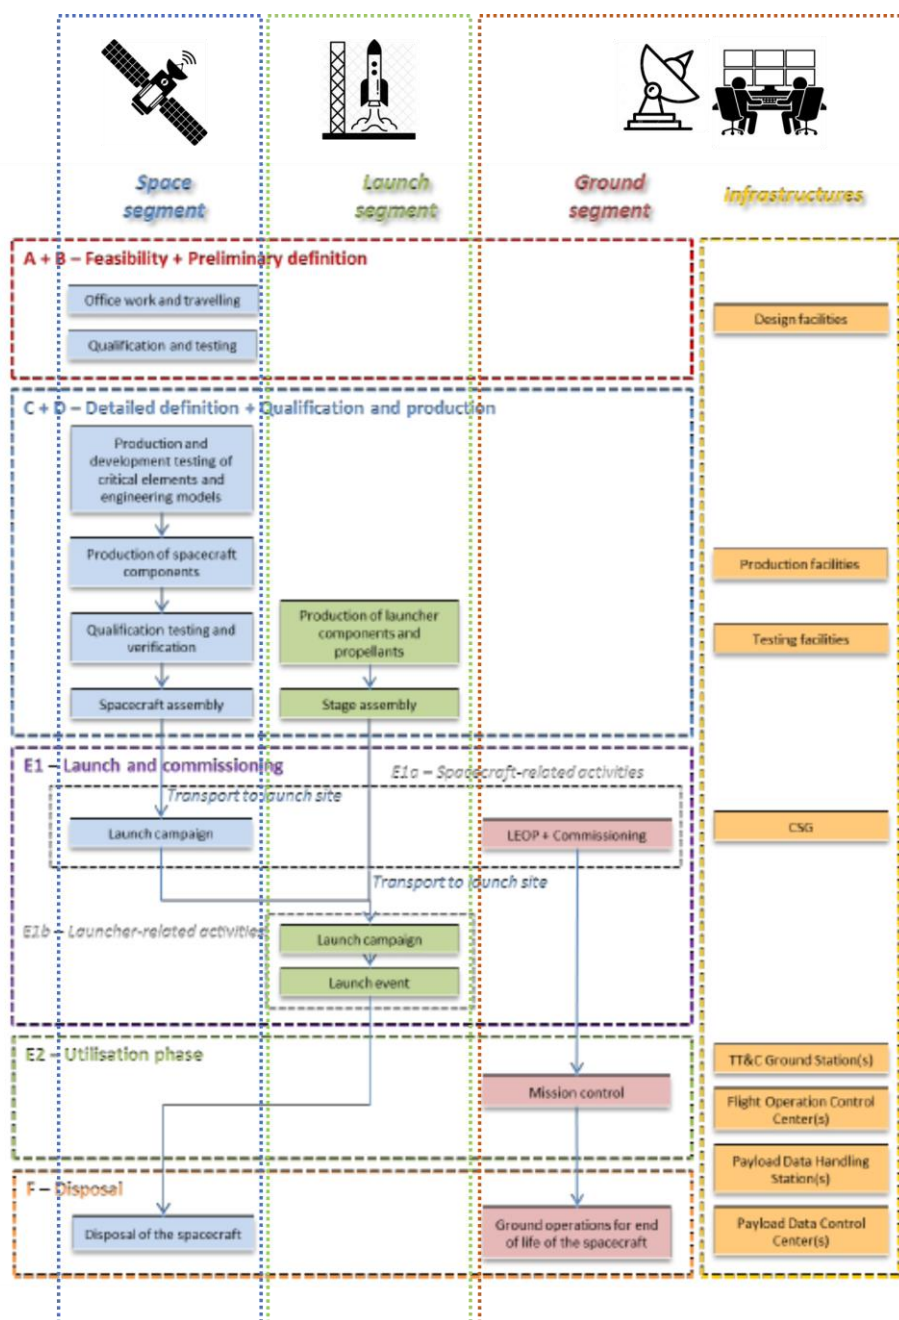 Space
segment
Launch
segment
Ground
segment
Infrastructures
A + B – Feasibility + Preliminary definition
Office work and travelling
Qualification and testing
Design facilities
C + D – Detailed definition + Qualification and production
Production and
development testing of
critical elements and
engineering models
Production of spacecraft
components
Production facilities
Qualification testing and
verification
Production of launcher
components and
propellants
Testing facilities
Spacecraft assembly
Stage assembly
E1 – Launch and commissioning
E1a – Spacecraft-related activities
Transport to launch site
Launch campaign
LEOP + Commissioning
CSG
Transport to launch site
E1b – Launcher-related activities
Launch campaign
Launch event
E2 – Utilisation phase
TT&C Ground Station(s)
Mission control
Flight Operation Control
Center(s)
Payload Data Handling
Station(s)
F – Disposal
Disposal of the spacecraft
Ground operations for end
of life of the spacecraft
Payload Data Control
Center(s)